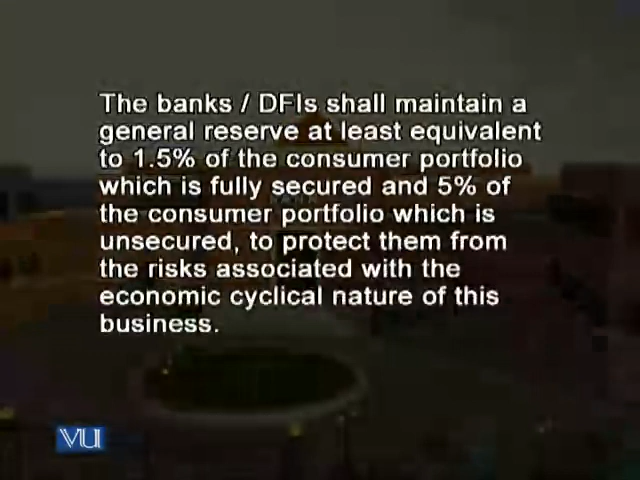 The banks / DFIs shall maintain a
general reserve at least equivalent
to 1.5% of the consumer portfolio
which is fully secured and 5% of
the consumer portfolio which is
unsecured, to protect them from
the risks associated with the
economic cyclical nature of this
business.
VU